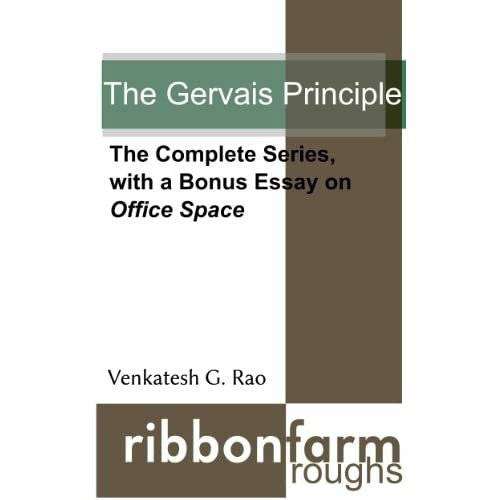 The Gervais Principle
The Complete Series,
with a Bonus Essay on
Office Space
Venkatesh G. Rao
ribbonfarm
roughs